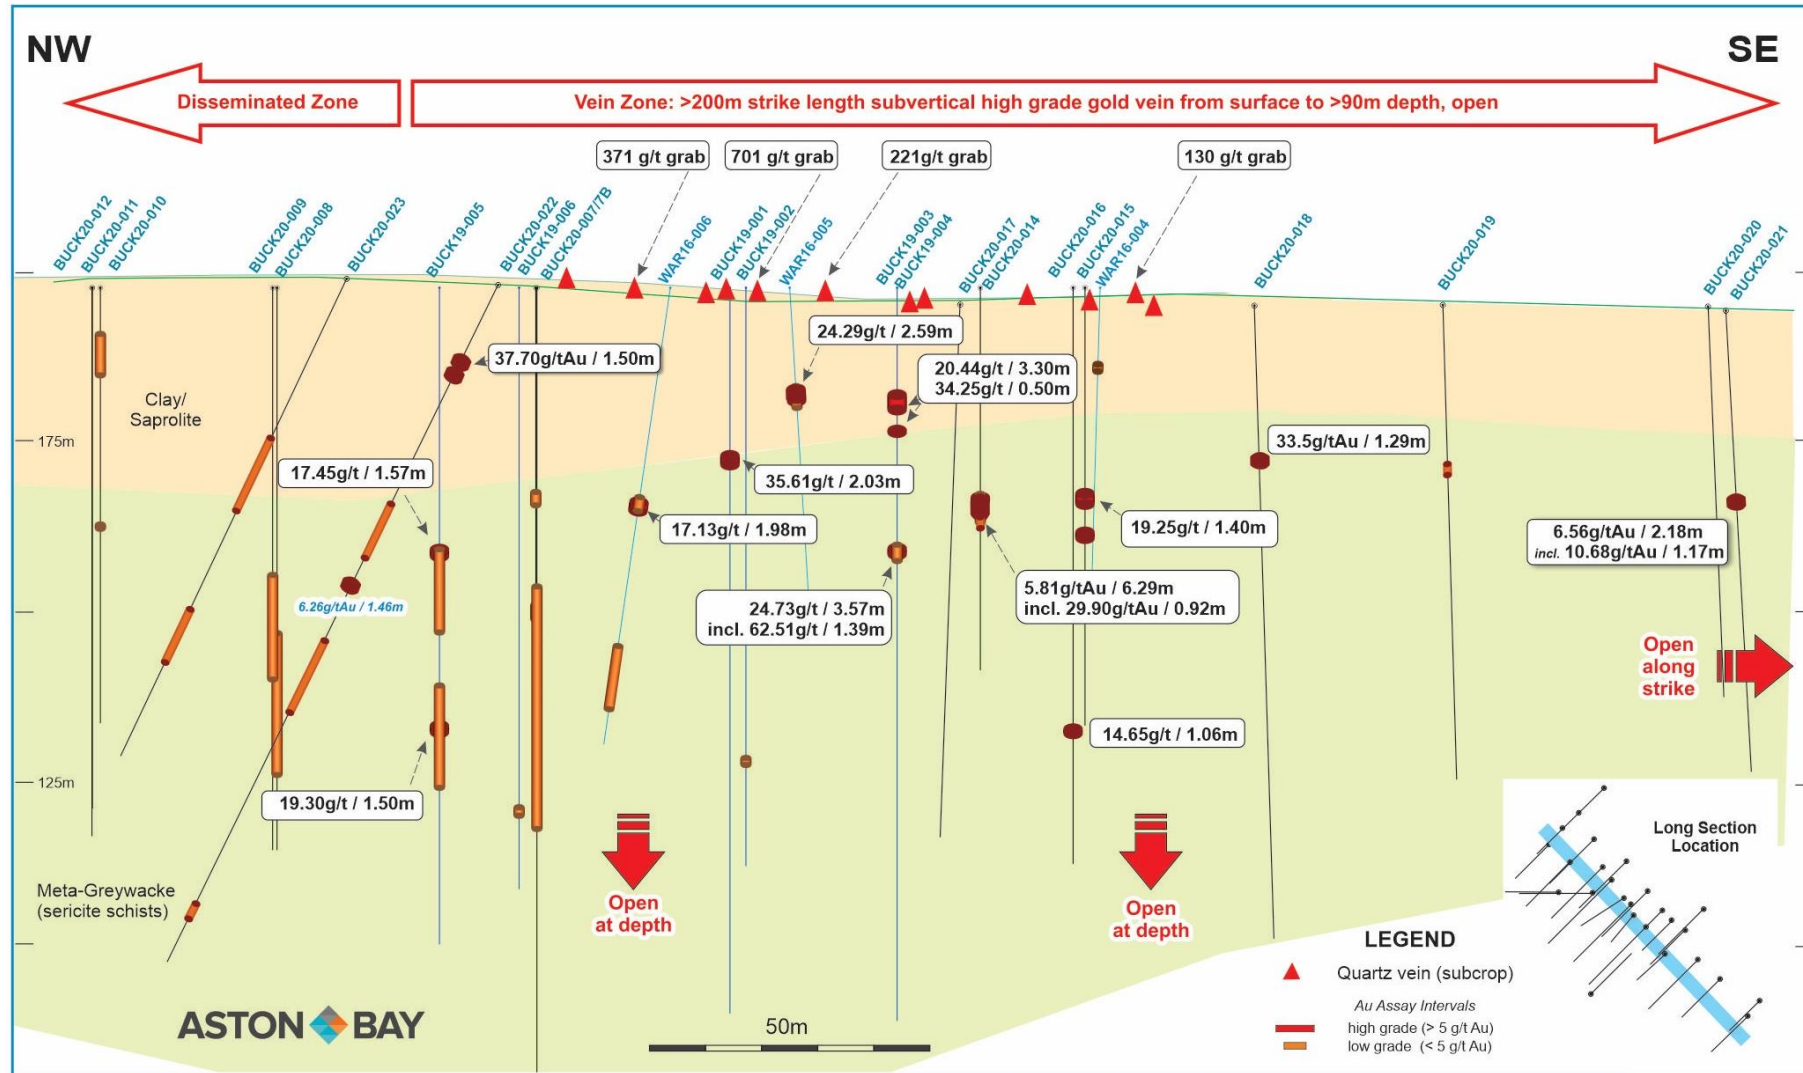 NW
SE
Disseminated Zone
Vein Zone: >200m strike length subvertical high grade gold vein from surface to >90m depth, open
371 g/t grab
701 g/t grab
221g/t grab
130 g/t grab
BUCK20-012
BUCK20-011
BUCK20-010
BUCK20-009
BUCK20-008
BUCK20-023
BUCK19-005
BUCK20-022
BUCK19-006
BUCK20-007/7B
WAR16-006
BUCK19-001
BUCK19-002
WAR16-005
BUCK19-003
BUCK19-004
BUCK20-017
BUCK20-014
BUCK20-016
BUCK20-015
WAR16-004
BUCK20-018
BUCK20-019
BUCK20-020
BUCK20-021
24.29g/t / 2.59m
37.70g/tAu / 1.50m
20.44g/t / 3.30m
34.25g/t / 0.50m
Clay/
Saprolite
175m
33.5g/tAu / 1.29m
17.45g/t / 1.57m
35.61g/t / 2.03m
17.13g/t / 1.98m
19.25g/t / 1.40m
6.56g/tAu / 2.18m
incl. 10.68g/tAu / 1.17m
6.26g/tAu / 1.46m
24.73g/t / 3.57m
incl. 62.51g/t / 1.39m
5.81g/tAu / 6.29m
incl. 29.90g/tAu / 0.92m
Open
along
strike
14.65g/t / 1.06m
125m
19.30g/t / 1.50m
Long Section
Location
Meta-Greywacke
(sericite schists)
Open
at depth
Open
at depth
LEGEND
Quartz vein (subcrop)
Au Assay Intervals
high grade (> 5 g/t Au)
low grade (< 5 g/t Au)
ASTON BAY
50m